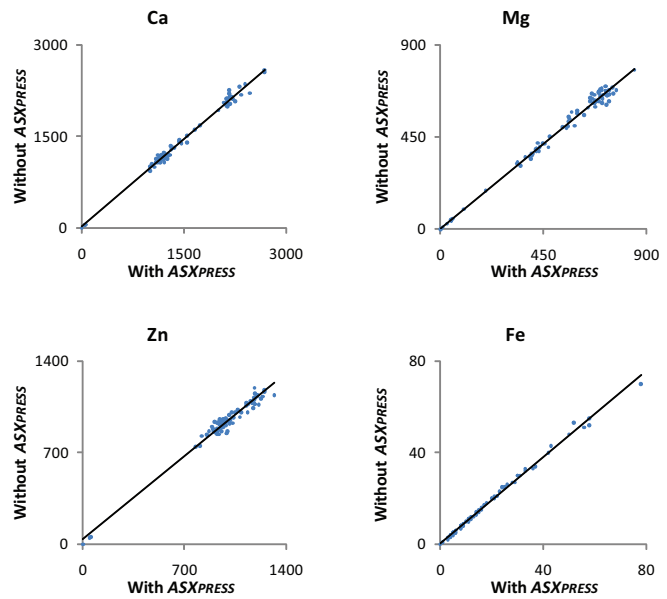 Ca
3000
1500
0
0
1500
3000
Without ASXPRESS
With ASXPRESS
Mg
900
450
0
0
450
900
Without ASXPRESS
With ASXPRESS
Zn
1400
700
0
0
700
1400
Without ASXPRESS
With ASXPRESS
Fe
80
40
0
0
40
80
Without ASXPRESS
With ASXPRESS